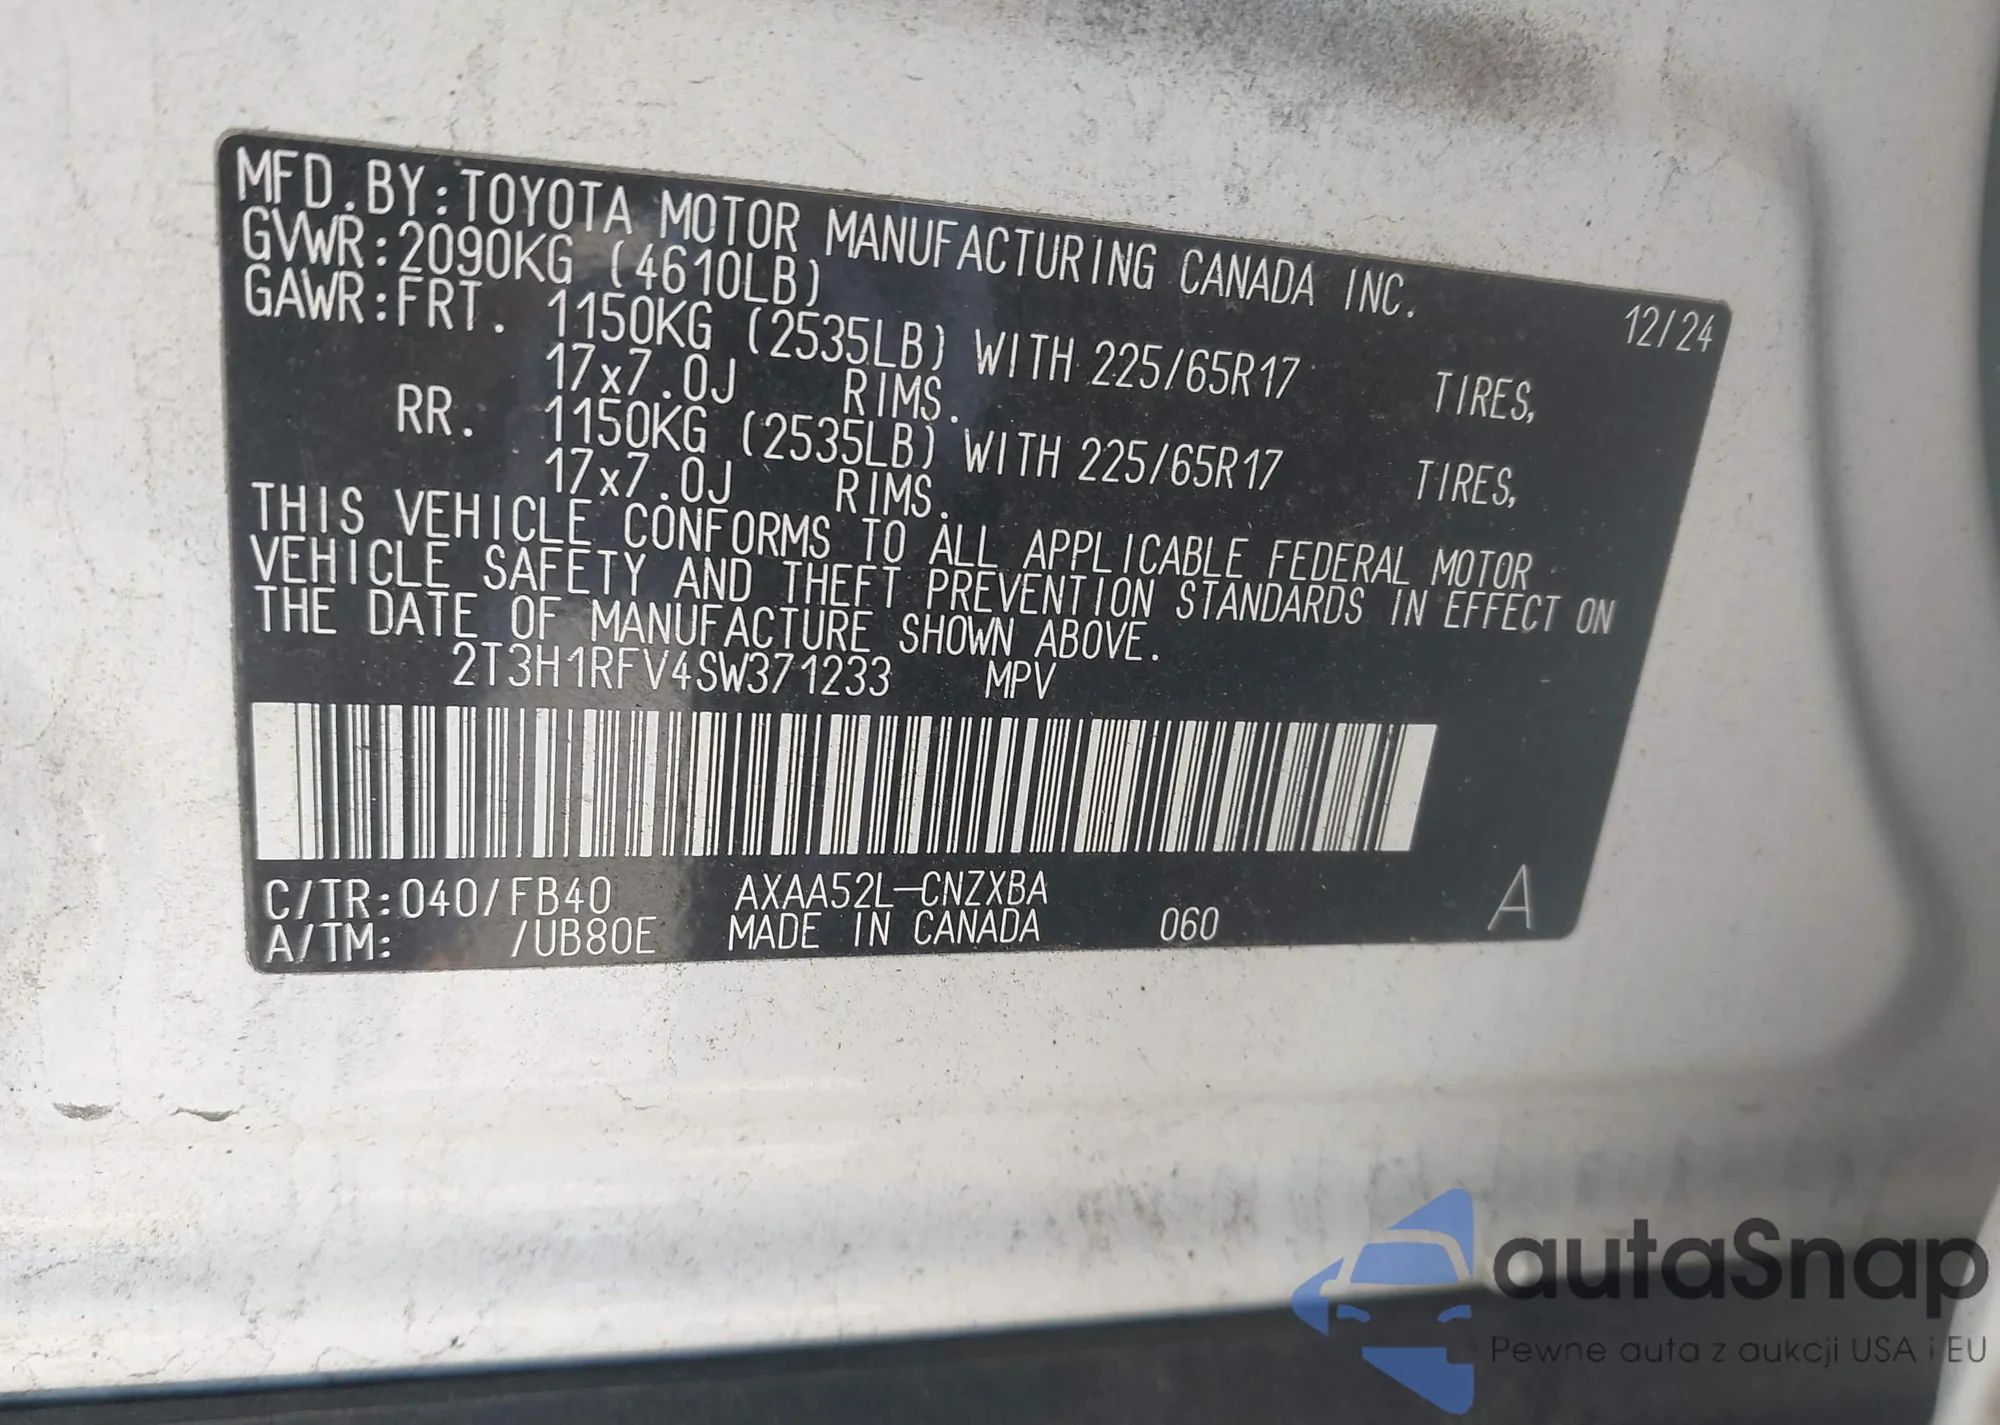 MFD.BY:TOYOTA MOTOR MANUFACTURING CANADA INC.
12/24
GVWR:2090KG (4610LB)
GAWR:FRT. 1150KG (2535LB) WITH 225/65R17 TIRES,
17x7.0J RIMS.
RR. 1150KG (2535LB) WITH 225/65R17 TIRES,
17x7.0J RIMS.
THIS VEHICLE CONFORMS TO ALL APPLICABLE FEDERAL MOTOR
VEHICLE SAFETY AND THEFT PREVENTION STANDARDS IN EFFECT ON
THE DATE OF MANUFACTURE SHOWN ABOVE.
2T3H1RFV4SW371233 MPV
C/TR:040/FB40 AXAA52L-CNZXBA
A/TM: /UB80E MADE IN CANADA 060 A
autaSnap
Pewne auta z aukcji USA i EU